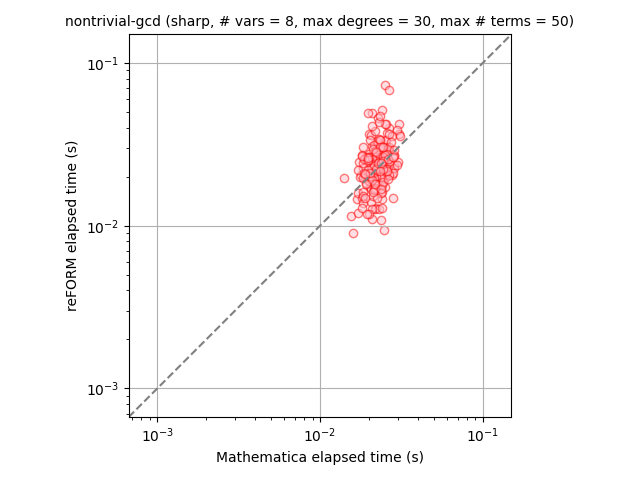 nontrivial-gcd (sharp, # vars = 8, max degrees = 30, max # terms = 50)
reFORM elapsed time (s)
10⁻¹
10⁻²
10⁻³
10⁻³ 10⁻² 10⁻¹
Mathematica elapsed time (s)